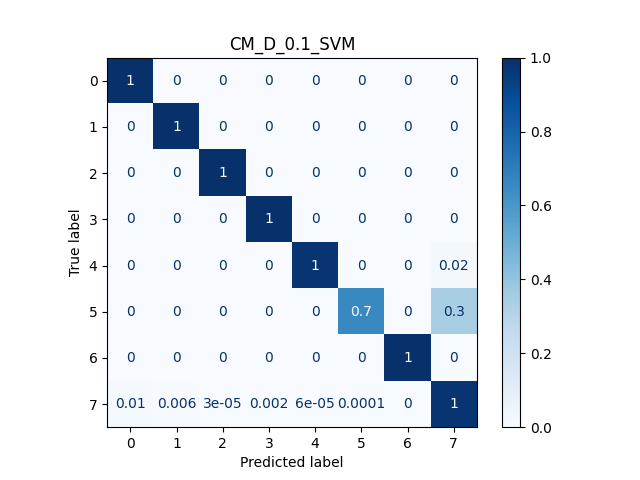 CM_D_0.1_SVM
0 1 0 0 0 0 0 0 0
1 0 1 0 0 0 0 0 0
2 0 0 1 0 0 0 0 0
3 0 0 0 1 0 0 0 0
4 0 0 0 0 1 0 0 0.02
5 0 0 0 0 0 0.7 0 0.3
6 0 0 0 0 0 0 1 0
7 0.01 0.006 3e-05 0.002 6e-05 0.0001 0 1
0 1 2 3 4 5 6 7
Predicted label
True label
1.0
0.8
0.6
0.4
0.2
0.0